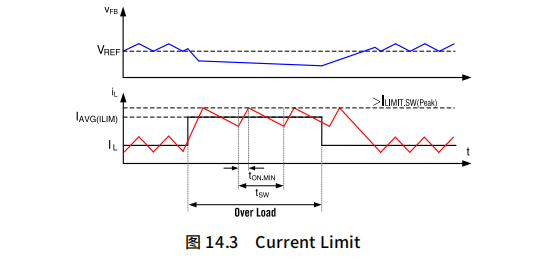 vFB
VREF
iL
>ILIMIT.SW(Peak)
IAVG(ILIM)
IL
t
tON.MIN
tSW
Over Load
图 14.3 Current Limit